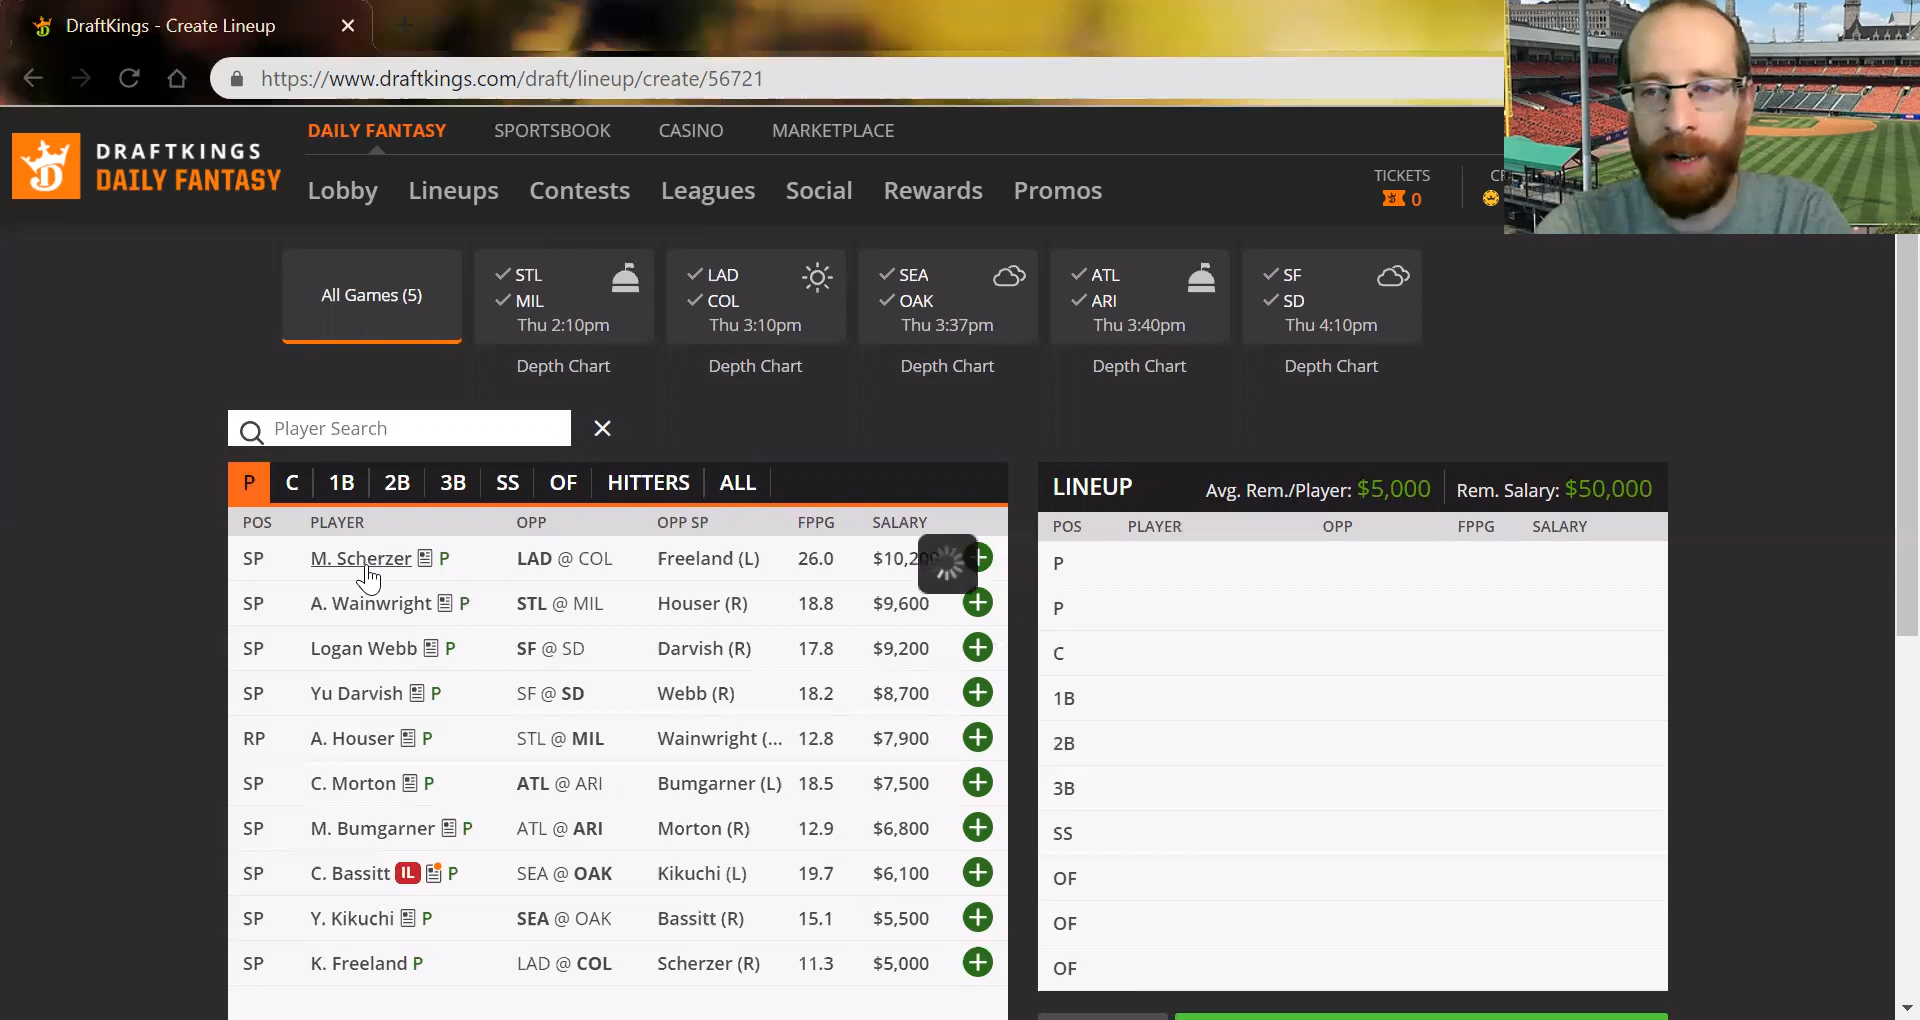 DraftKings - Create Lineup
https://www.draftkings.com/draft/lineup/create/56721
DRAFTKINGS
DAILY FANTASY
DAILY FANTASY SPORTSBOOK CASINO MARKETPLACE
Lobby Lineups Contests Leagues Social Rewards Promos
TICKETS
0
All Games (5)
STL
MIL
Thu 2:10pm
Depth Chart
LAD
COL
Thu 3:10pm
Depth Chart
SEA
OAK
Thu 3:37pm
Depth Chart
ATL
ARI
Thu 3:40pm
Depth Chart
SF
SD
Thu 4:10pm
Depth Chart
Player Search
P C 1B 2B 3B SS OF HITTERS ALL
POS PLAYER OPP OPP SP FPPG SALARY
SP M. Scherzer P LAD @ COL Freeland (L) 26.0 $10,200
SP A. Wainwright P STL @ MIL Houser (R) 18.8 $9,600
SP Logan Webb P SF @ SD Darvish (R) 17.8 $9,200
SP Yu Darvish P SF @ SD Webb (R) 18.2 $8,700
RP A. Houser P STL @ MIL Wainwright (... 12.8 $7,900
SP C. Morton P ATL @ ARI Bumgarner (L) 18.5 $7,500
SP M. Bumgarner P ATL @ ARI Morton (R) 12.9 $6,800
SP C. Bassitt IL P SEA @ OAK Kikuchi (L) 19.7 $6,100
SP Y. Kikuchi P SEA @ OAK Bassitt (R) 15.1 $5,500
SP K. Freeland P LAD @ COL Scherzer (R) 11.3 $5,000
LINEUP Avg. Rem./Player: $5,000 Rem. Salary: $50,000
POS PLAYER OPP FPPG SALARY
P
P
C
1B
2B
3B
SS
OF
OF
OF